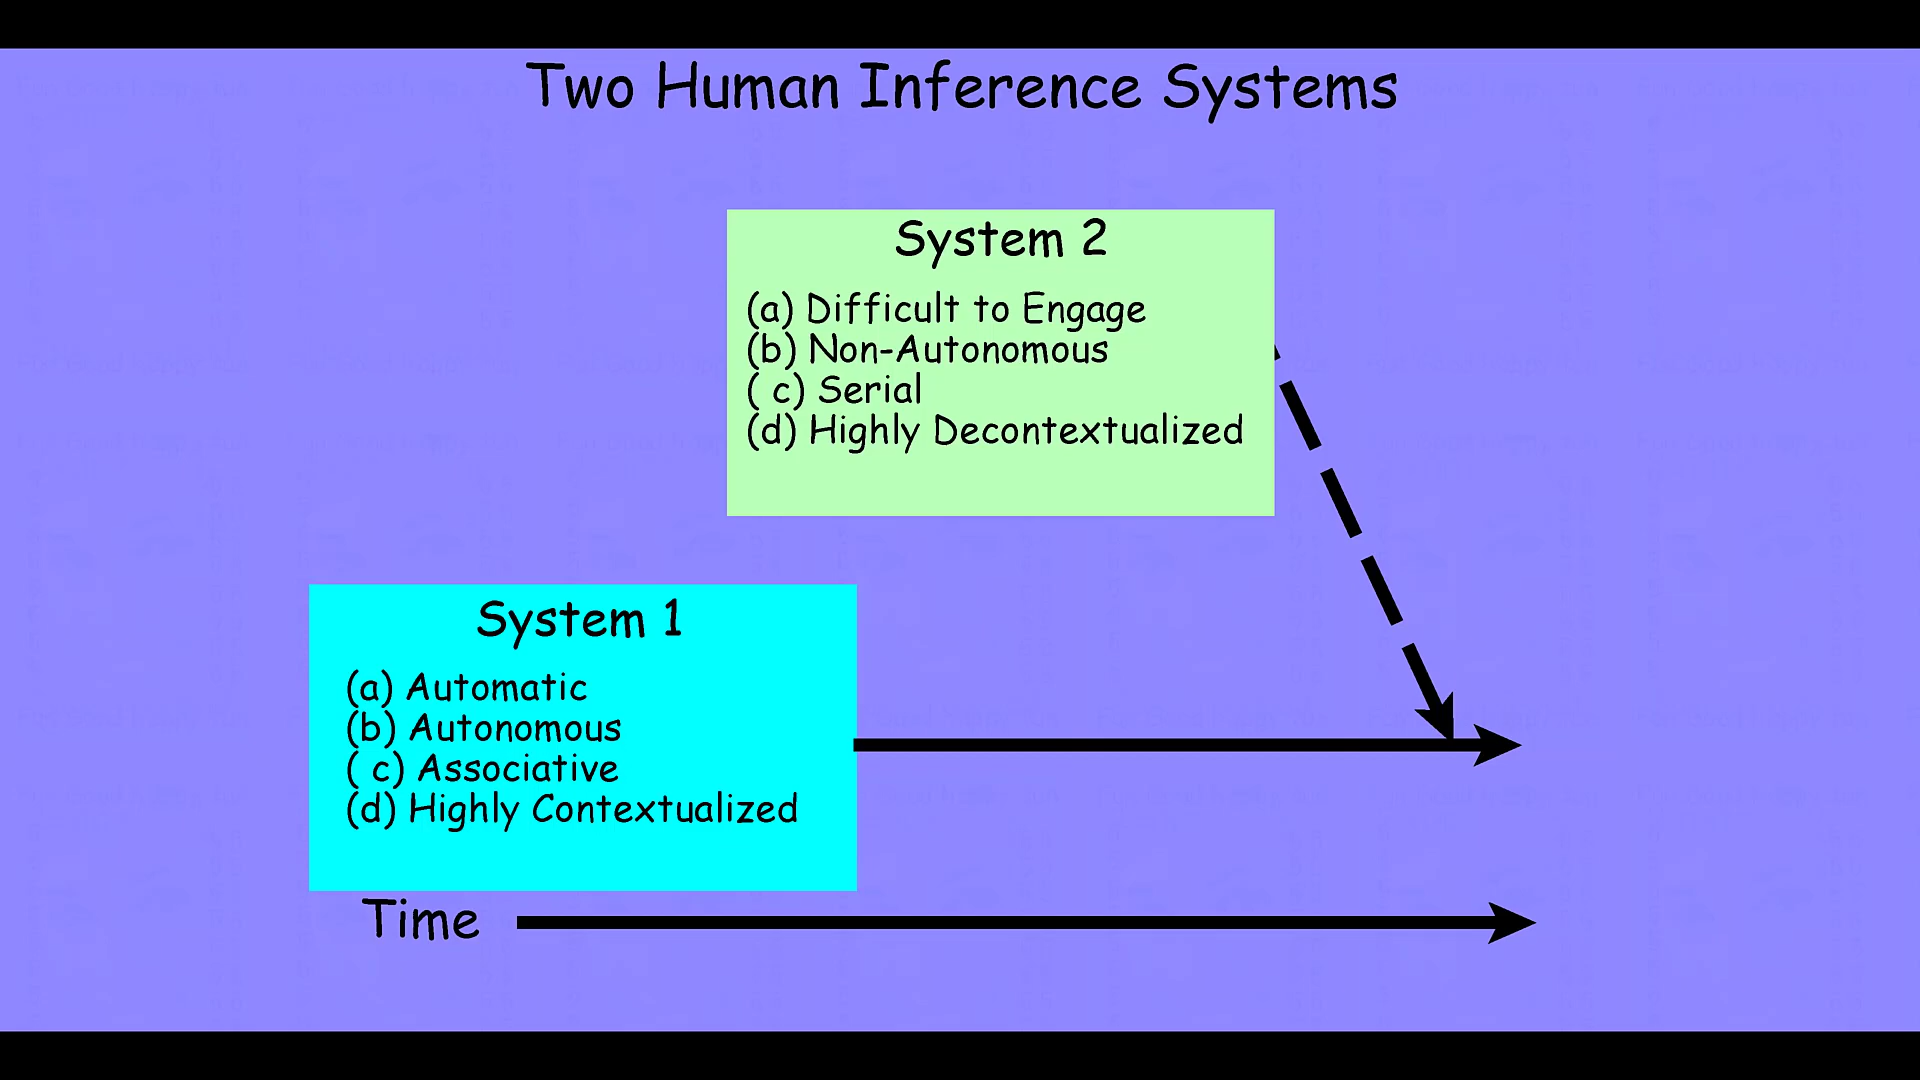 Two Human Inference Systems
System 2
(a) Difficult to Engage
(b) Non-Autonomous
( c) Serial
(d) Highly Decontextualized
System 1
(a) Automatic
(b) Autonomous
( c) Associative
(d) Highly Contextualized
Time